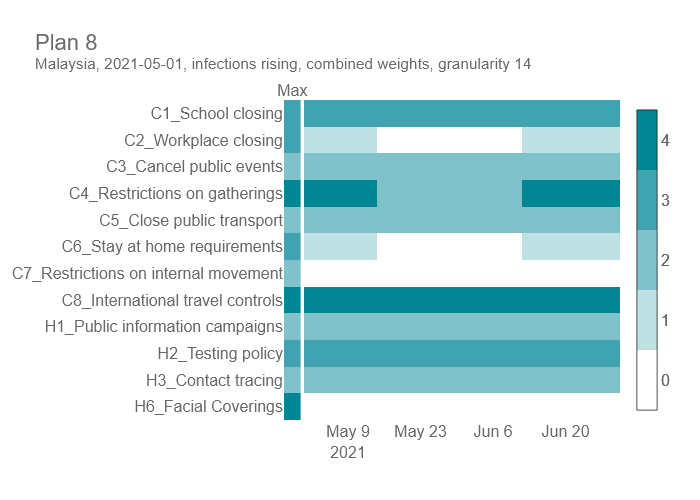 Plan 8
Malaysia, 2021-05-01, infections rising, combined weights, granularity 14
Max
C1_School closing
C2_Workplace closing
C3_Cancel public events
C4_Restrictions on gatherings
C5_Close public transport
C6_Stay at home requirements
C7_Restrictions on internal movement
C8_International travel controls
H1_Public information campaigns
H2_Testing policy
H3_Contact tracing
H6_Facial Coverings
May 9 May 23 Jun 6 Jun 20
2021
4
3
2
1
0